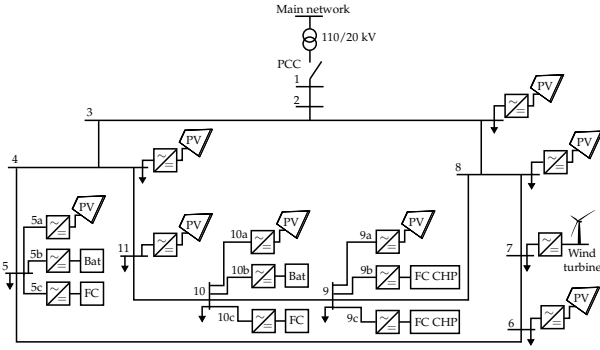 Main network
110/20 kV
PCC
1
2
3
PV
4
PV
8
PV
5a
PV
5b
Bat
5
5c
FC
11
PV
10a
PV
10b
Bat
10
10c
FC
9a
PV
9b
FC CHP
9
9c
FC CHP
7
Wind
turbine
6
PV